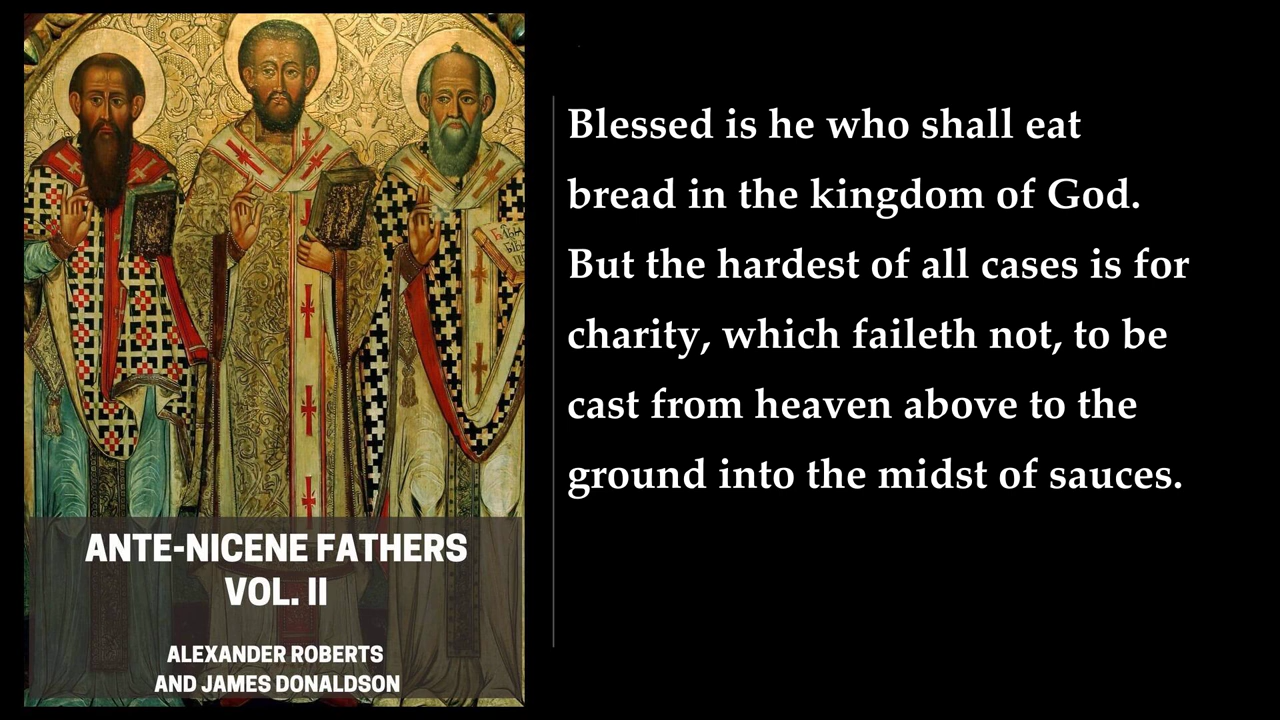 ANTE-NICENE FATHERS
VOL. II
ALEXANDER ROBERTS
AND JAMES DONALDSON
Blessed is he who shall eat
bread in the kingdom of God.
But the hardest of all cases is for
charity, which faileth not, to be
cast from heaven above to the
ground into the midst of sauces.